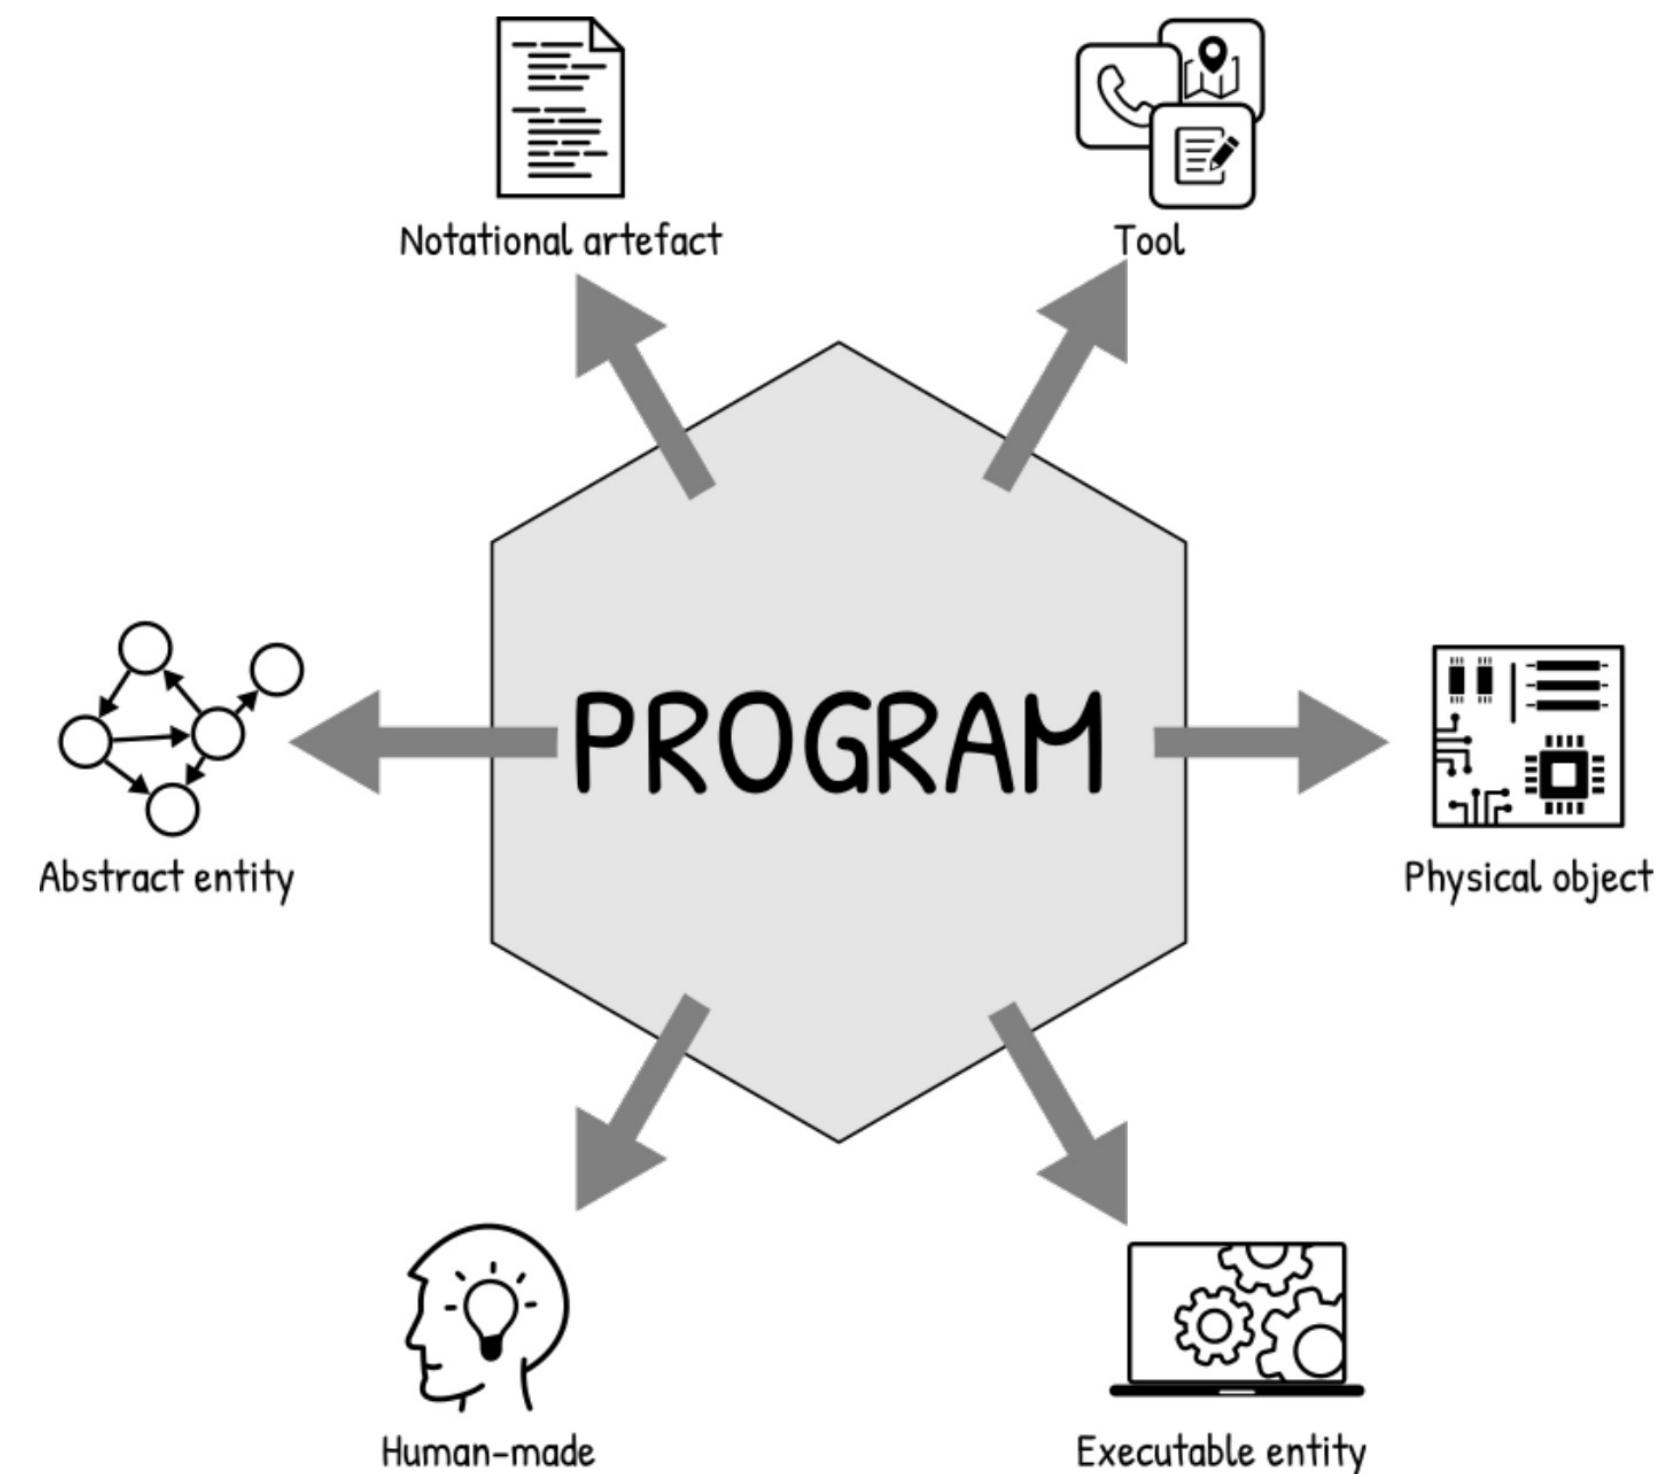 Notational artefact
Tool
PROGRAM
Abstract entity
Physical object
Human-made
Executable entity